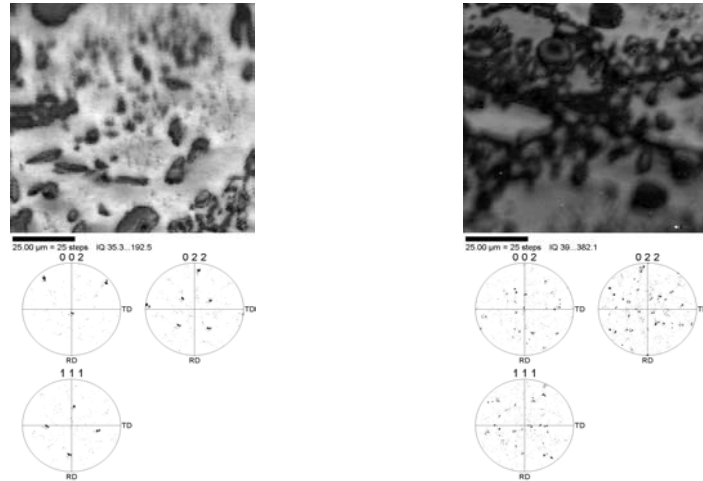 25.00 µm = 25 steps IQ 35.3...192.5
0 0 2
0 2 2
TD
TD
RD
RD
1 1 1
TD
RD
25.00 µm = 25 steps IQ 39...382.1
0 0 2
0 2 2
TD
RD
RD
1 1 1
TD
RD